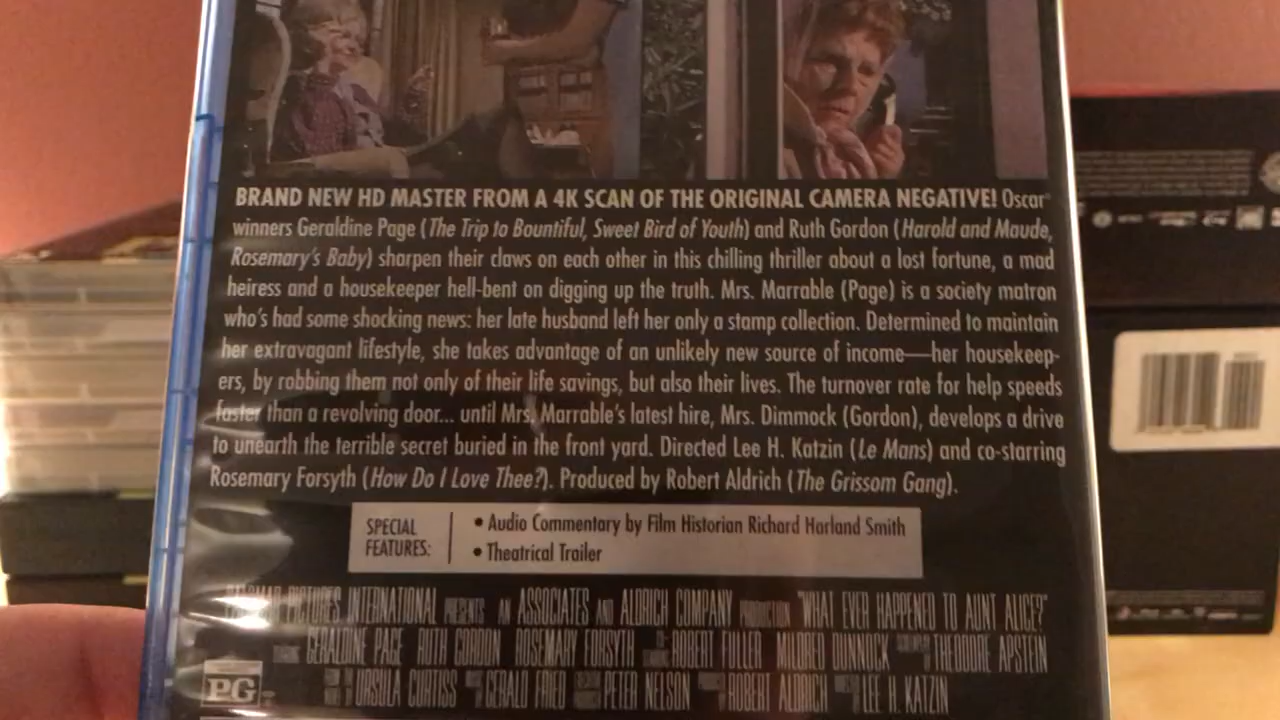 BRAND NEW HD MASTER FROM A 4K SCAN OF THE ORIGINAL CAMERA NEGATIVE! Oscar®
winners Geraldine Page (The Trip to Bountiful, Sweet Bird of Youth) and Ruth Gordon (Harold and Maude,
Rosemary's Baby) sharpen their claws on each other in this chilling thriller about a lost fortune, a mad
heiress and a housekeeper hell-bent on digging up the truth. Mrs. Marrable (Page) is a society matron
who's had some shocking news: her late husband left her only a stamp collection. Determined to maintain
her extravagant lifestyle, she takes advantage of an unlikely new source of income—her housekeep-
ers, by robbing them not only of their life savings, but also their lives. The turnover rate for help speeds
faster than a revolving door... until Mrs. Marrable's latest hire, Mrs. Dimmock (Gordon), develops a drive
to unearth the terrible secret buried in the front yard. Directed Lee H. Katzin (Le Mans) and co-starring
Rosemary Forsyth (How Do I Love Thee?). Produced by Robert Aldrich (The Grissom Gang).
SPECIAL FEATURES:
• Audio Commentary by Film Historian Richard Harland Smith
• Theatrical Trailer
PICTURES INTERNATIONAL PRESENTS AN ASSOCIATES AND ALDRICH COMPANY PRODUCTION "WHAT EVER HAPPENED TO AUNT ALICE?"
STARRING GERALDINE PAGE RUTH GORDON ROSEMARY FORSYTH ROBERT FULLER MILDRED DUNNOCK THEODORE APSTEIN
URSULA CURTISS GERALD FRIED PETER NELSON ROBERT ALDRICH LEE H. KATZIN
PG